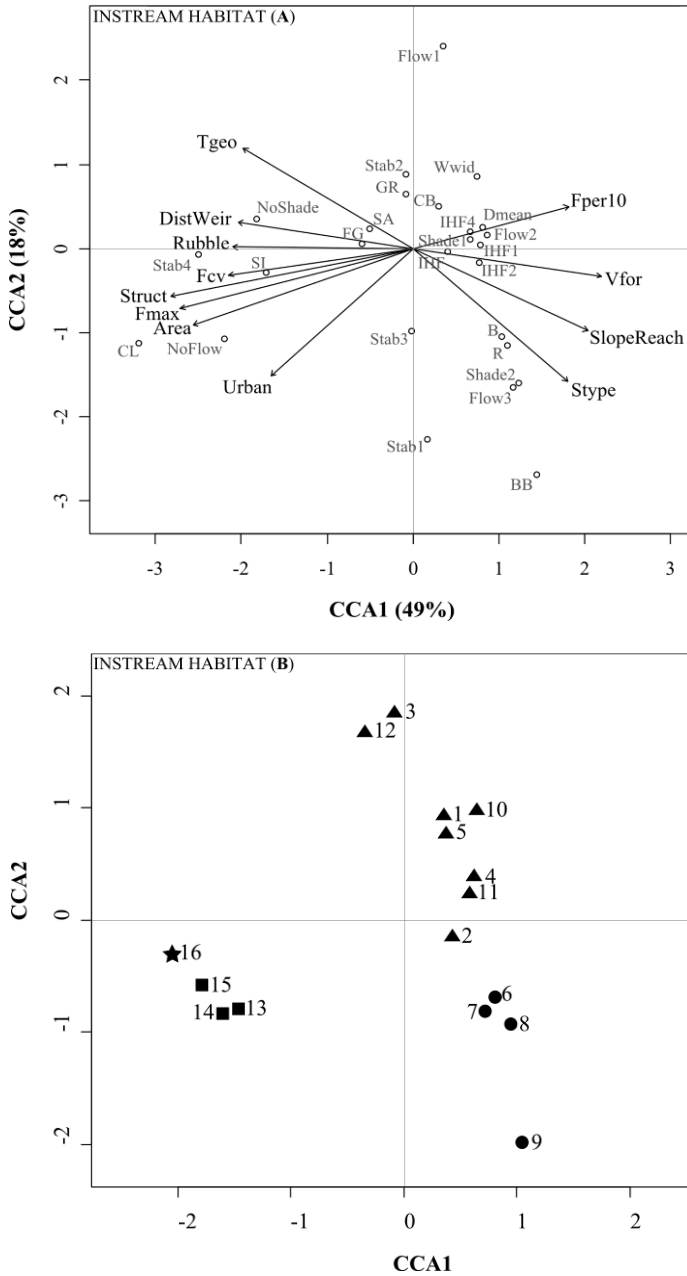 INSTREAM HABITAT (A)
Flow1
2
Tgeo
Stab2
Wwid
1
GR
Fper10
NoShade
CB
Dmean
DistWeir
SA
IHF4
Flow2
FG
Shade1
Rubble
IHF1
0
IHF
Stab4
SI
IHF2
Fcv
Vfor
Struct
Fmax
Area
Stab3
B
SlopeReach
-1
CL
NoFlow
R
Urban
Shade2
Stype
Flow3
-2
Stab1
BB
-3
CCA2 (18%)
-3 -2 -1 0 1 2 3
CCA1 (49%)
INSTREAM HABITAT (B)
2
3
12
1
1
10
5
4
11
0
2
16
15
6
14
13
7
8
-1
-2
9
CCA2
-2 -1 0 1 2
CCA1